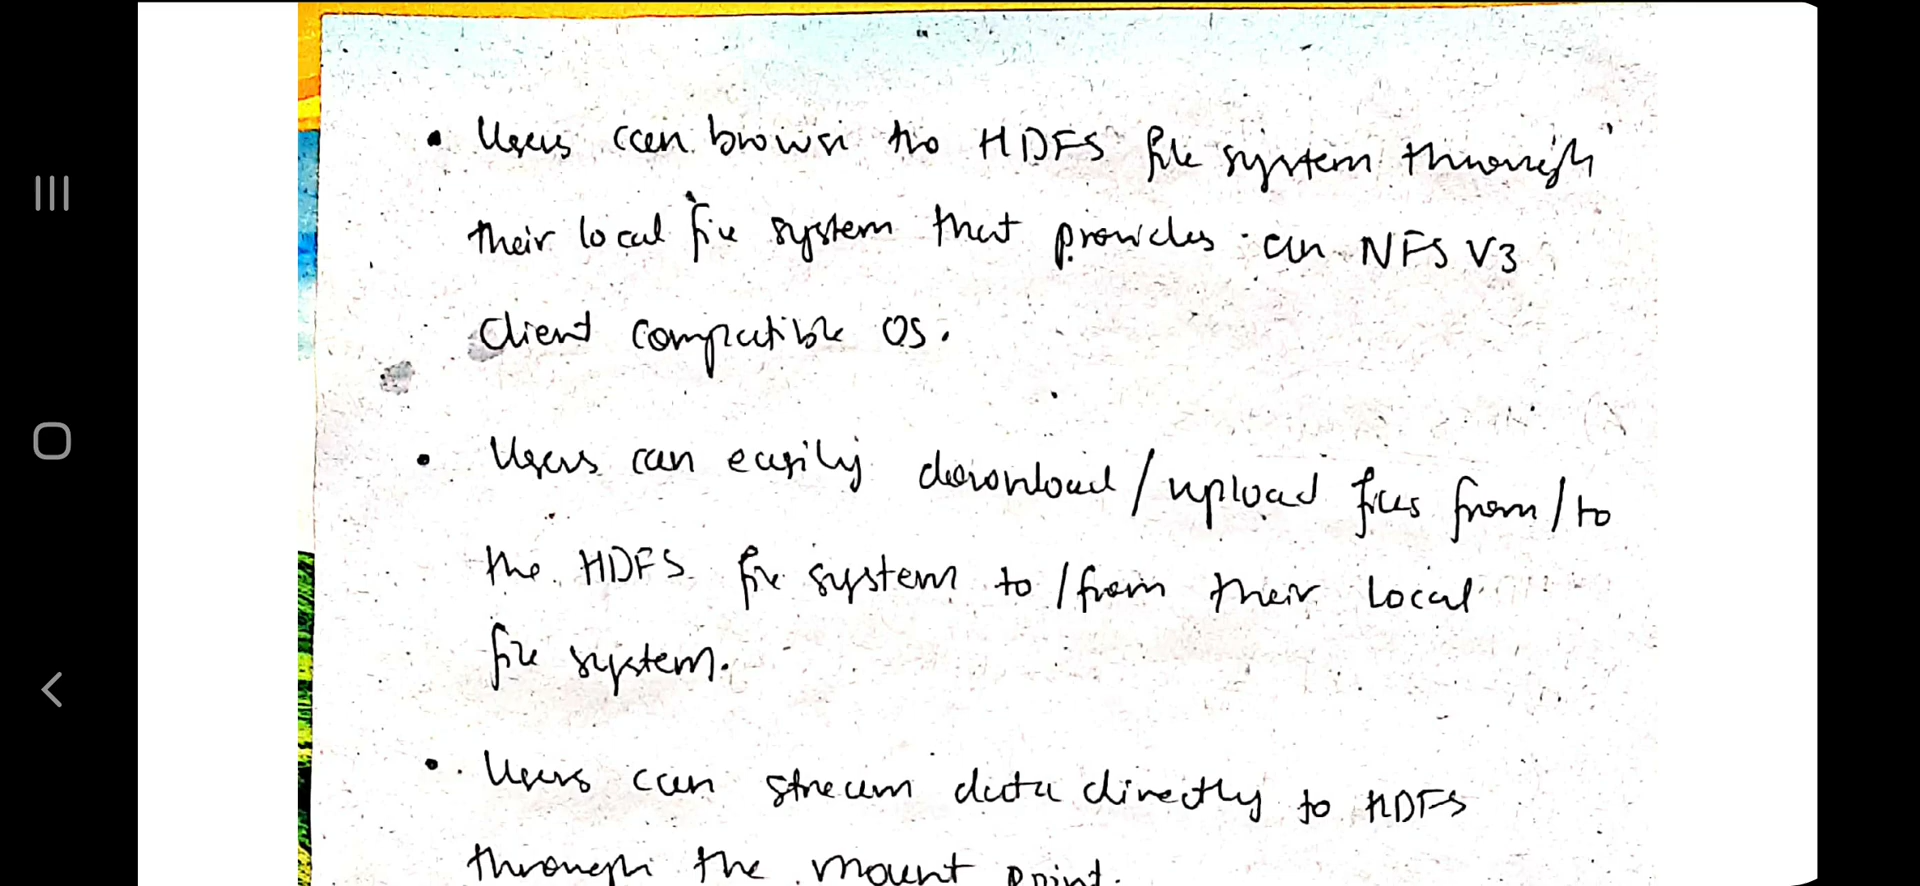 • Users can browse the HDFS file system through
their local file system that provides an NFS V3
client compatible OS.
• Users can easily download / upload files from / to
the HDFS file system to / from their local
file system.
• Users can stream data directly to HDFS
through the mount point.